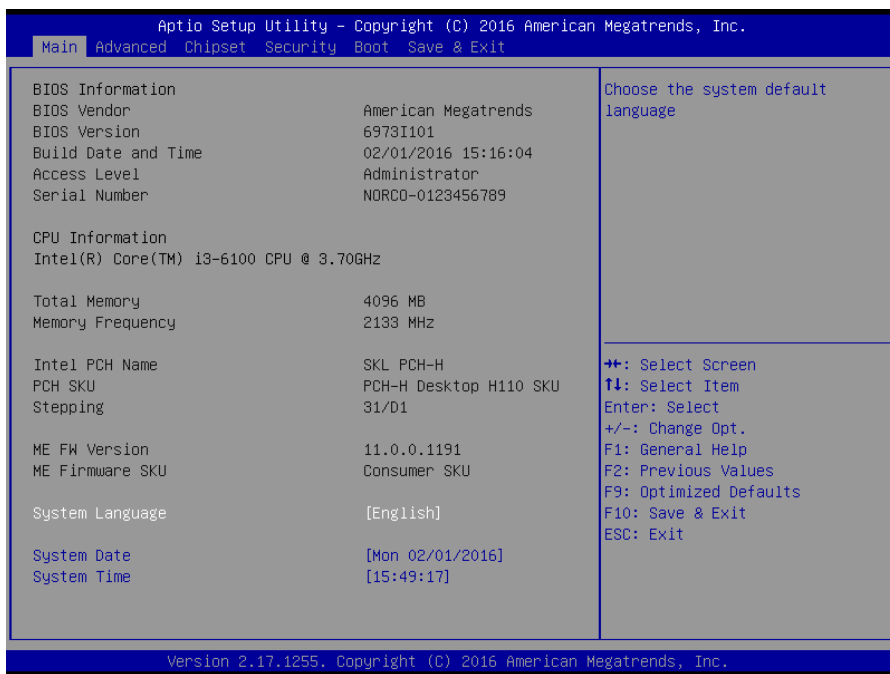 Aptio Setup Utility – Copyright (C) 2016 American Megatrends, Inc.
Main Advanced Chipset Security Boot Save & Exit
BIOS Information
BIOS Vendor American Megatrends
BIOS Version 6973I101
Build Date and Time 02/01/2016 15:16:04
Access Level Administrator
Serial Number NORCO-0123456789
CPU Information
Intel(R) Core(TM) i3-6100 CPU @ 3.70GHz
Total Memory 4096 MB
Memory Frequency 2133 MHz
Intel PCH Name SKL PCH-H
PCH SKU PCH-H Desktop H110 SKU
Stepping 31/D1
ME FW Version 11.0.0.1191
ME Firmware SKU Consumer SKU
System Language [English]
System Date [Mon 02/01/2016]
System Time [15:49:17]
Choose the system default
language
→←: Select Screen
↑↓: Select Item
Enter: Select
+/-: Change Opt.
F1: General Help
F2: Previous Values
F9: Optimized Defaults
F10: Save & Exit
ESC: Exit
Version 2.17.1255. Copyright (C) 2016 American Megatrends, Inc.